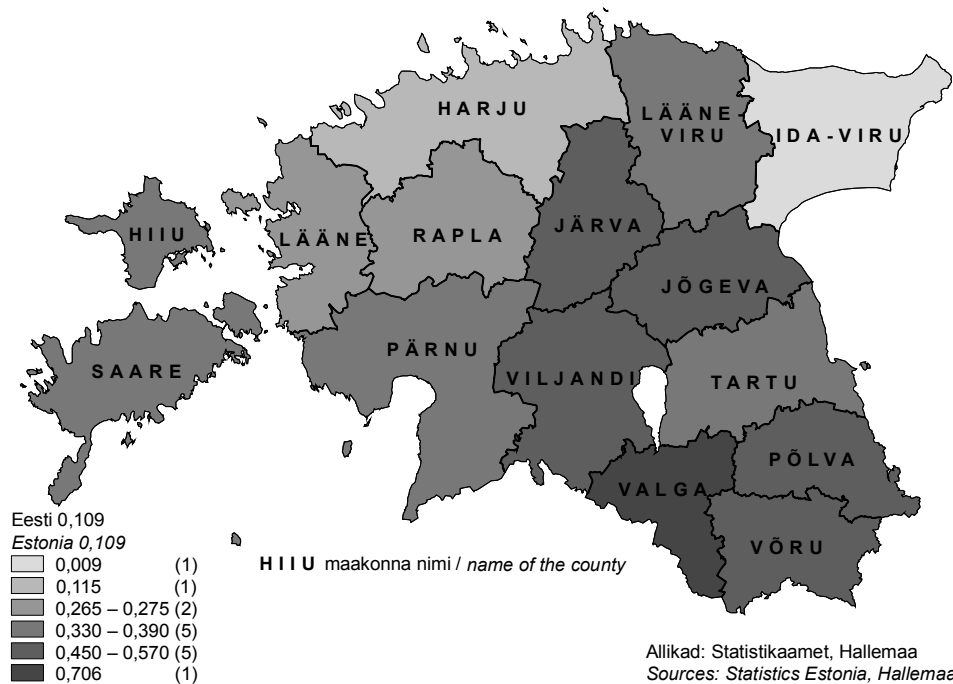 HARJU
LÄÄNE-
VIRU
IDA-VIRU
HIIU
LÄÄNE
RAPLA
JÄRVA
JÕGEVA
SAARE
PÄRNU
VILJANDI
TARTU
VALGA
PÕLVA
VÕRU
Eesti 0,109
Estonia 0,109
0,009 (1)
0,115 (1)
0,265 – 0,275 (2)
0,330 – 0,390 (5)
0,450 – 0,570 (5)
0,706 (1)
HIIU maakonna nimi / name of the county
Allikad: Statistikaamet, Hallemaa
Sources: Statistics Estonia, Hallemaa